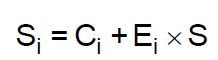 Sᵢ = Cᵢ + Eᵢ × S